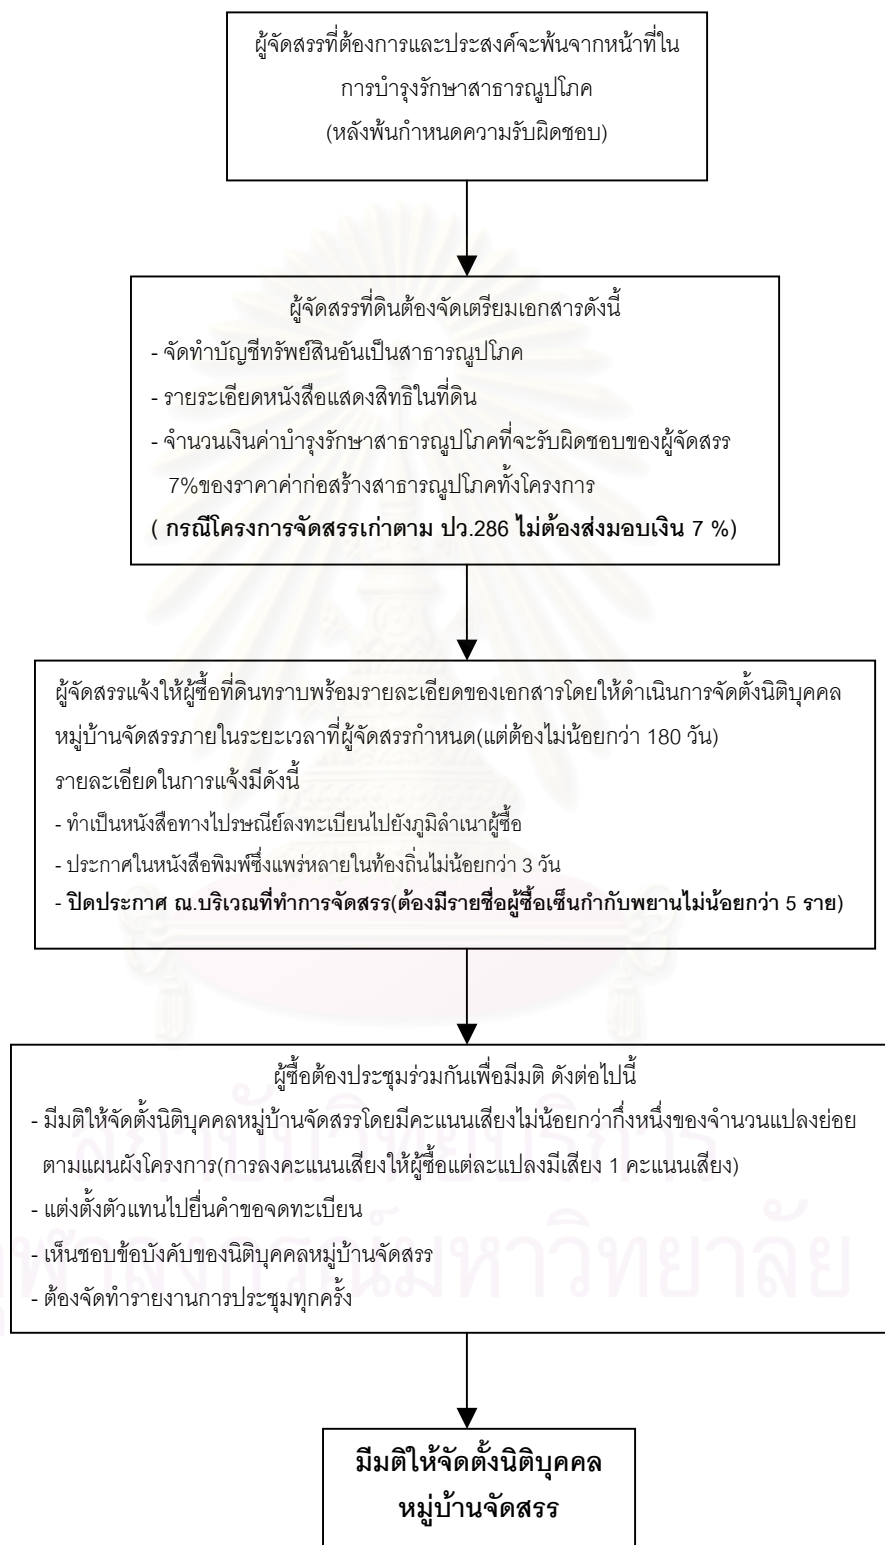 ผู้จัดสรรที่ต้องการและประสงค์จะพ้นจากหน้าที่ใน
การบำรุงรักษาสาธารณูปโภค
(หลังพ้นกำหนดความรับผิดชอบ)
ผู้จัดสรรที่ดินต้องจัดเตรียมเอกสารดังนี้
- จัดทำบัญชีทรัพย์สินอันเป็นสาธารณูปโภค
- รายระเอียดหนังสือแสดงสิทธิในที่ดิน
- จำนวนเงินค่าบำรุงรักษาสาธารณูปโภคที่จะรับผิดชอบของผู้จัดสรร
7%ของราคาค่าก่อสร้างสาธารณูปโภคทั้งโครงการ
( กรณีโครงการจัดสรรเก่าตาม ปว.286 ไม่ต้องส่งมอบเงิน 7 %)
ผู้จัดสรรแจ้งให้ผู้ซื้อที่ดินทราบพร้อมรายละเอียดของเอกสารโดยให้ดำเนินการจัดตั้งนิติบุคคล
หมู่บ้านจัดสรรภายในระยะเวลาที่ผู้จัดสรรกำหนด(แต่ต้องไม่น้อยกว่า 180 วัน)
รายละเอียดในการแจ้งมีดังนี้
- ทำเป็นหนังสือทางไปรษณีย์ลงทะเบียนไปยังภูมิลำเนาผู้ซื้อ
- ประกาศในหนังสือพิมพ์ซึ่งแพร่หลายในท้องถิ่นไม่น้อยกว่า 3 วัน
- ปิดประกาศ ณ.บริเวณที่ทำการจัดสรร(ต้องมีรายชื่อผู้ซื้อเซ็นกำกับพยานไม่น้อยกว่า 5 ราย)
ผู้ซื้อต้องประชุมร่วมกันเพื่อมีมติ ดังต่อไปนี้
- มีมติให้จัดตั้งนิติบุคคลหมู่บ้านจัดสรรโดยมีคะแนนเสียงไม่น้อยกว่ากึ่งหนึ่งของจำนวนแปลงย่อย
ตามแผนผังโครงการ(การลงคะแนนเสียงให้ผู้ซื้อแต่ละแปลงมีเสียง 1 คะแนนเสียง)
สถาบันวิทยบริการ
- แต่งตั้งตัวแทนไปยื่นคำขอจดทะเบียน
- เห็นชอบข้อบังคับของนิติบุคคลหมู่บ้านจัดสรร
จุฬาลงกรณ์มหาวิทยาลัย
- ต้องจัดทำรายงานการประชุมทุกครั้ง
มีมติให้จัดตั้งนิติบุคคล
หมู่บ้านจัดสรร